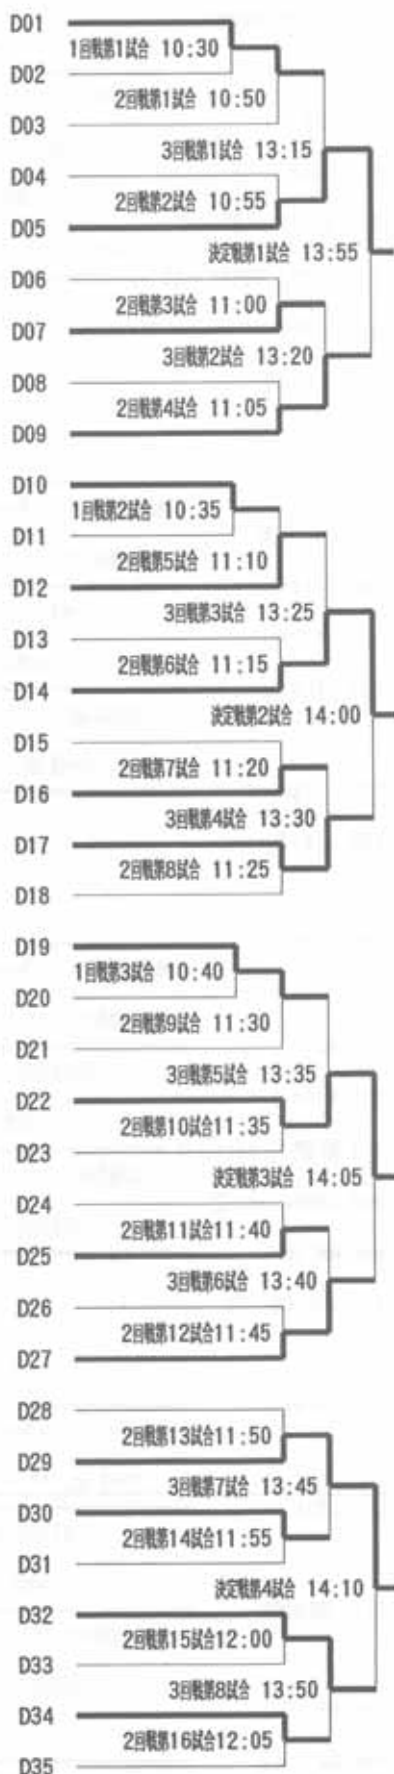 D01
1回戦第1試合 10:30
D02
2回戦第1試合 10:50
D03
3回戦第1試合 13:15
D04
2回戦第2試合 10:55
D05
決定戦第1試合 13:55
D06
2回戦第3試合 11:00
D07
3回戦第2試合 13:20
D08
2回戦第4試合 11:05
D09
D10
1回戦第2試合 10:35
D11
2回戦第5試合 11:10
D12
3回戦第3試合 13:25
D13
2回戦第6試合 11:15
D14
決定戦第2試合 14:00
D15
2回戦第7試合 11:20
D16
3回戦第4試合 13:30
D17
2回戦第8試合 11:25
D18
D19
1回戦第3試合 10:40
D20
2回戦第9試合 11:30
D21
3回戦第5試合 13:35
D22
2回戦第10試合11:35
D23
決定戦第3試合 14:05
D24
2回戦第11試合11:40
D25
3回戦第6試合 13:40
D26
2回戦第12試合11:45
D27
D28
2回戦第13試合11:50
D29
3回戦第7試合 13:45
D30
2回戦第14試合11:55
D31
決定戦第4試合 14:10
D32
2回戦第15試合12:00
D33
3回戦第8試合 13:50
D34
2回戦第16試合12:05
D35